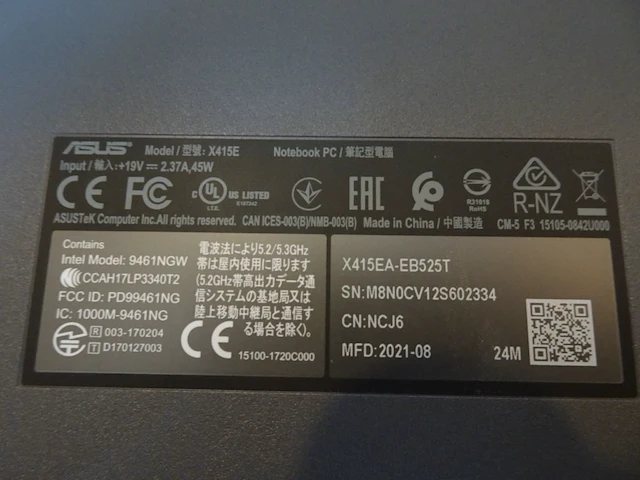 ASUS Model / 型號: X415E Notebook PC / 筆記型電腦
Input / 輸入:+19V ⎓ 2.37A,45W
CE FC c UL US LISTED EAC R31018 RoHS R-NZ
ASUSTeK Computer Inc.All rights reserved. CAN ICES-003(B)/NMB-003(B) Made in China / 中國製造 CM-5 F3 15105-0842U000
Contains
Intel Model: 9461NGW
CCAH17LP3340T2
FCC ID: PD99461NG
IC: 1000M-9461NG
R 003-170204
T D170127003
電波法により5.2/5.3GHz
帯は屋内使用に限ります
(5.2GHz帯高出力データ通
信システムの基地局又は
陸上移動中継局と通信す
る場合を除く)。
CE
15100-1720C000
X415EA-EB525T
SN:M8N0CV12S602334
CN:NCJ6
MFD:2021-08 24M